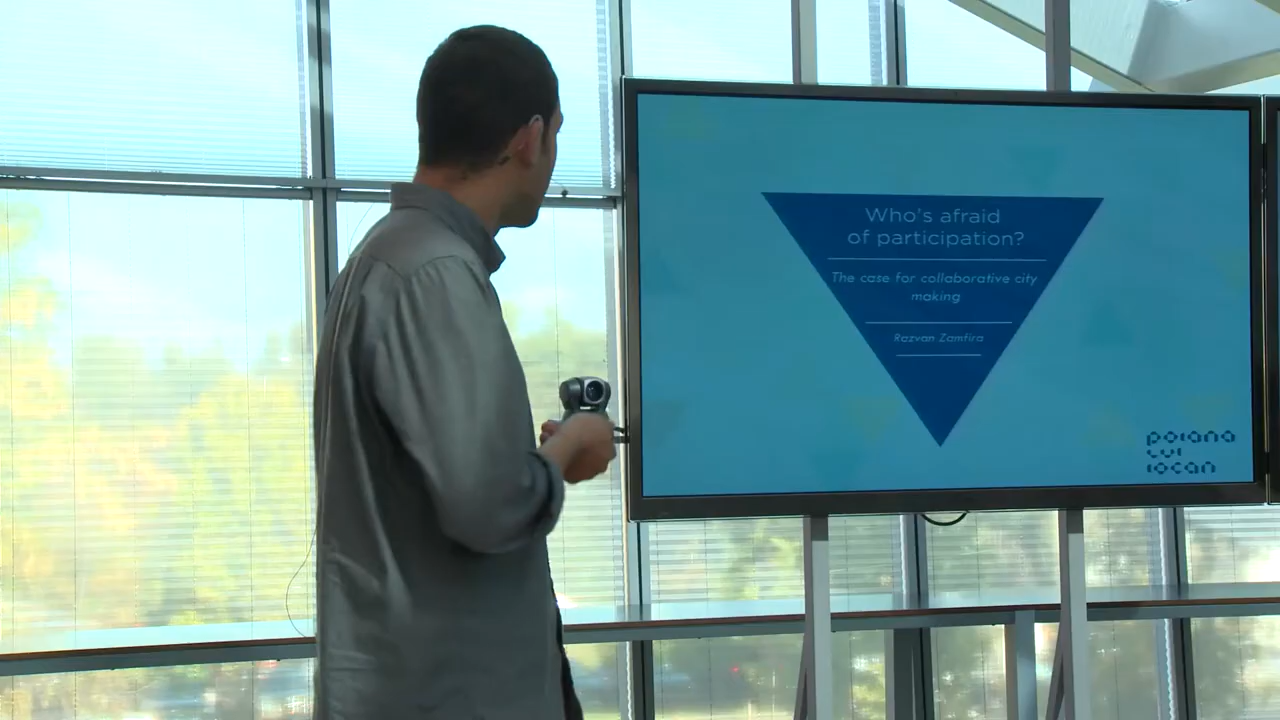 Who's afraid
of participation?
The case for collaborative city
making
Razvan Zamfira
poiana
lui
iocan